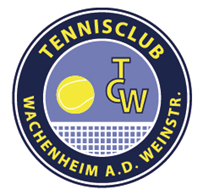 TENNISCLUB
TCW
WACHENHEIM A.D. WEINSTR.